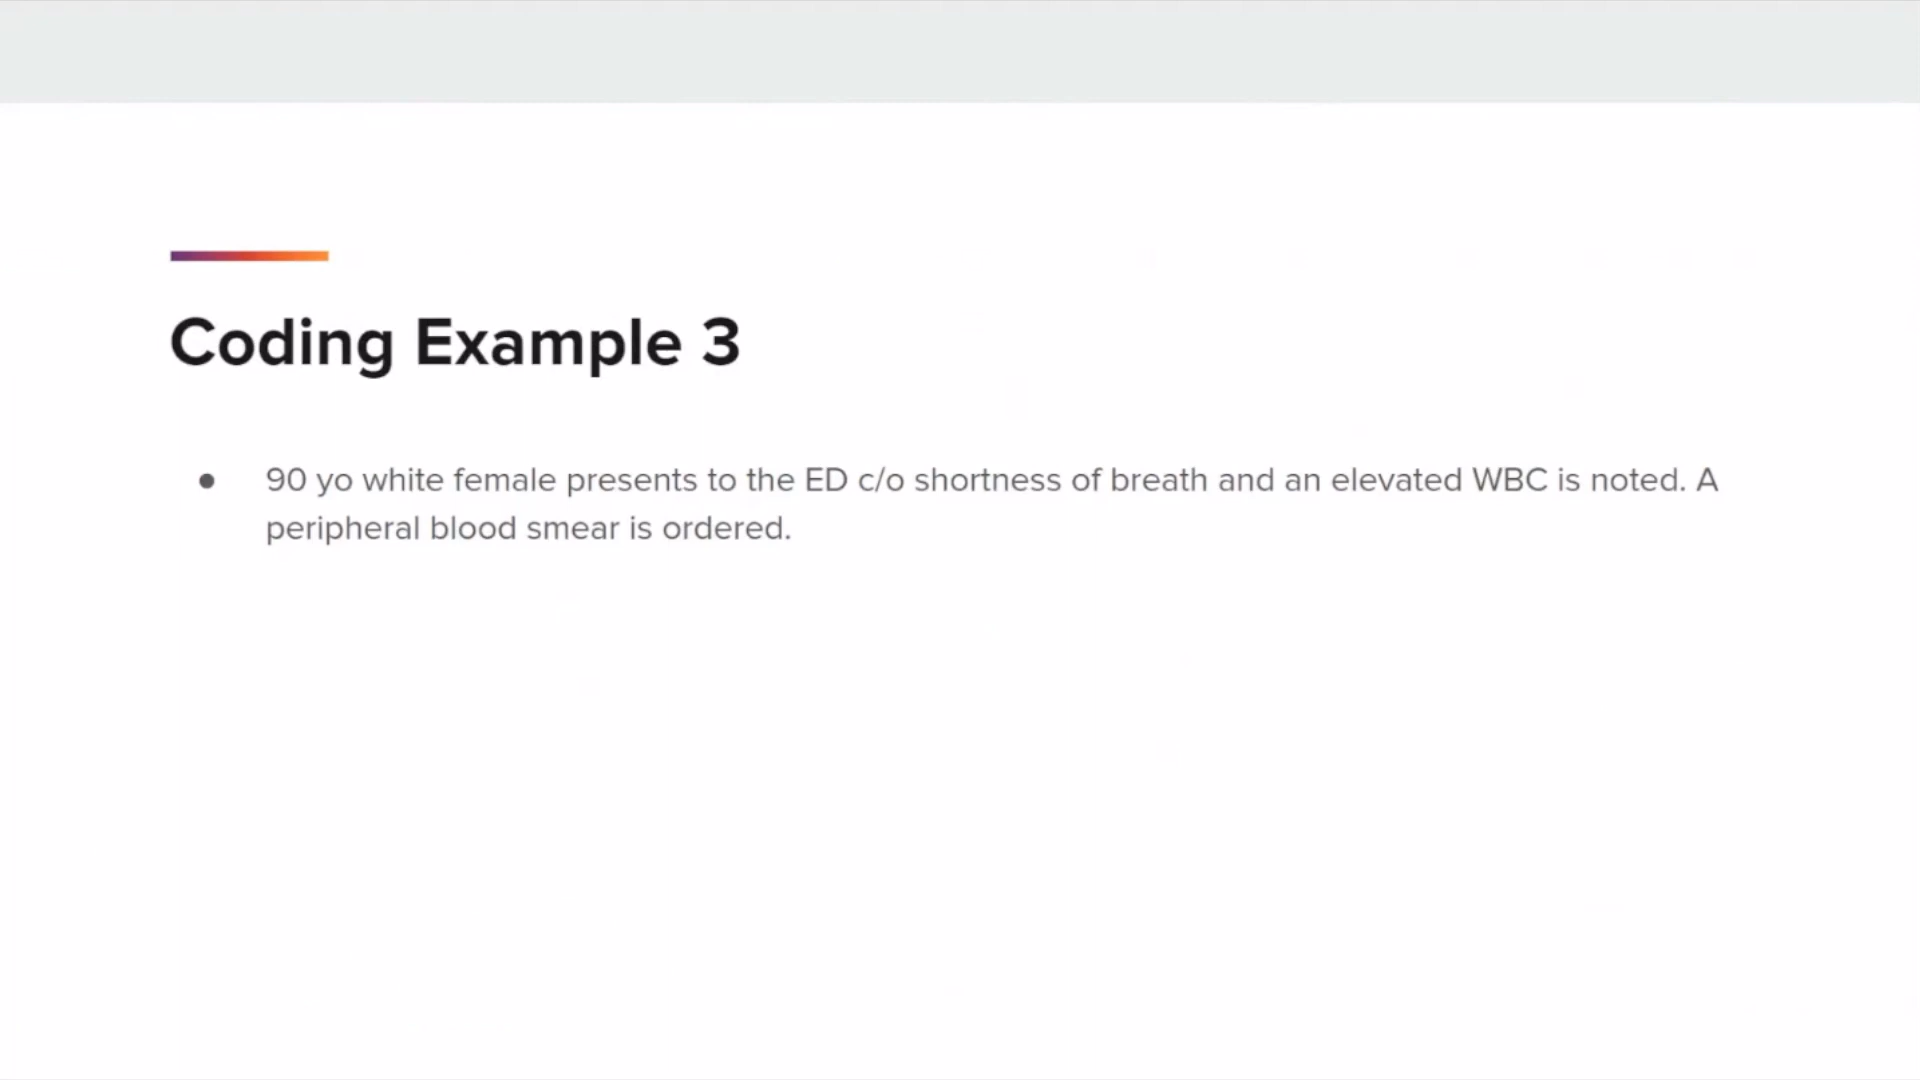 Coding Example 3
● 90 yo white female presents to the ED c/o shortness of breath and an elevated WBC is noted. A
peripheral blood smear is ordered.